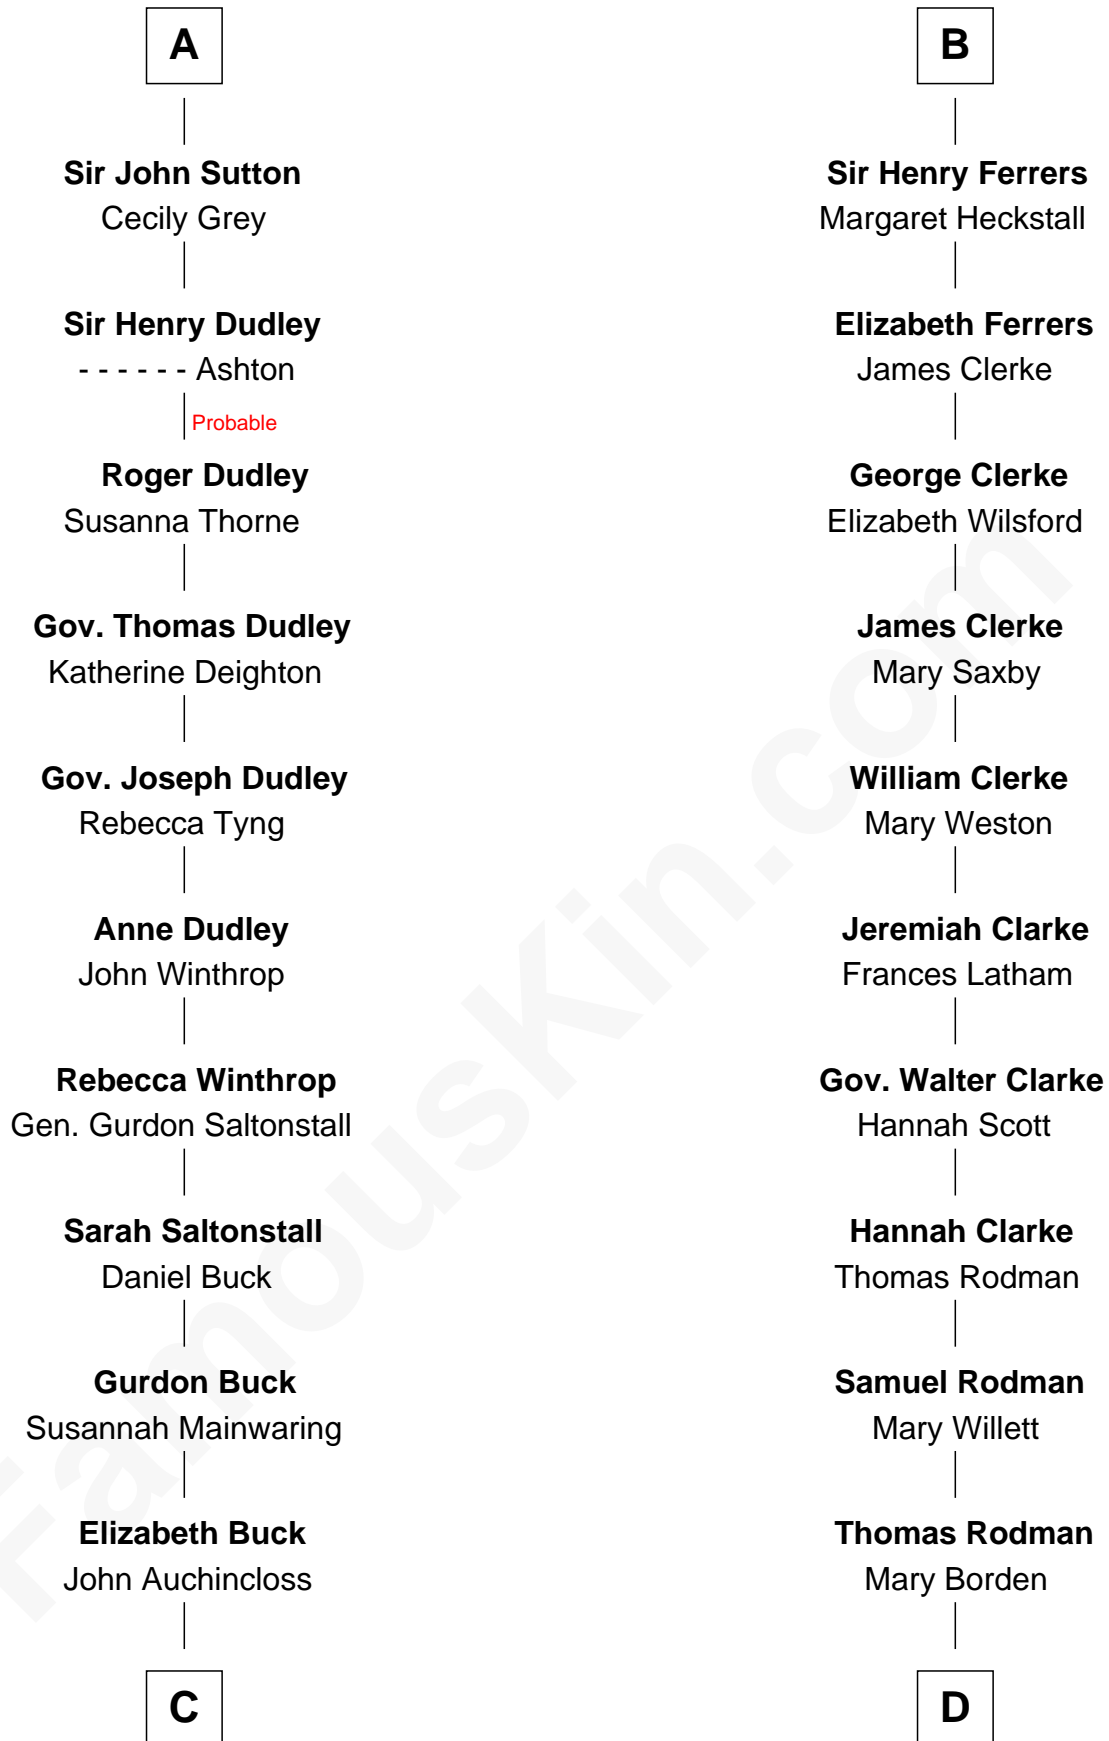 A
Sir John Sutton
Cecily Grey
Sir Henry Dudley
- - - - - - Ashton
Probable
Roger Dudley
Susanna Thorne
Gov. Thomas Dudley
Katherine Deighton
Gov. Joseph Dudley
Rebecca Tyng
Anne Dudley
John Winthrop
Rebecca Winthrop
Gen. Gurdon Saltonstall
Sarah Saltonstall
Daniel Buck
Gurdon Buck
Susannah Mainwaring
Elizabeth Buck
John Auchincloss
C
B
Sir Henry Ferrers
Margaret Heckstall
Elizabeth Ferrers
James Clerke
George Clerke
Elizabeth Wilsford
James Clerke
Mary Saxby
William Clerke
Mary Weston
Jeremiah Clarke
Frances Latham
Gov. Walter Clarke
Hannah Scott
Hannah Clarke
Thomas Rodman
Samuel Rodman
Mary Willett
Thomas Rodman
Mary Borden
D
FamousKin.com